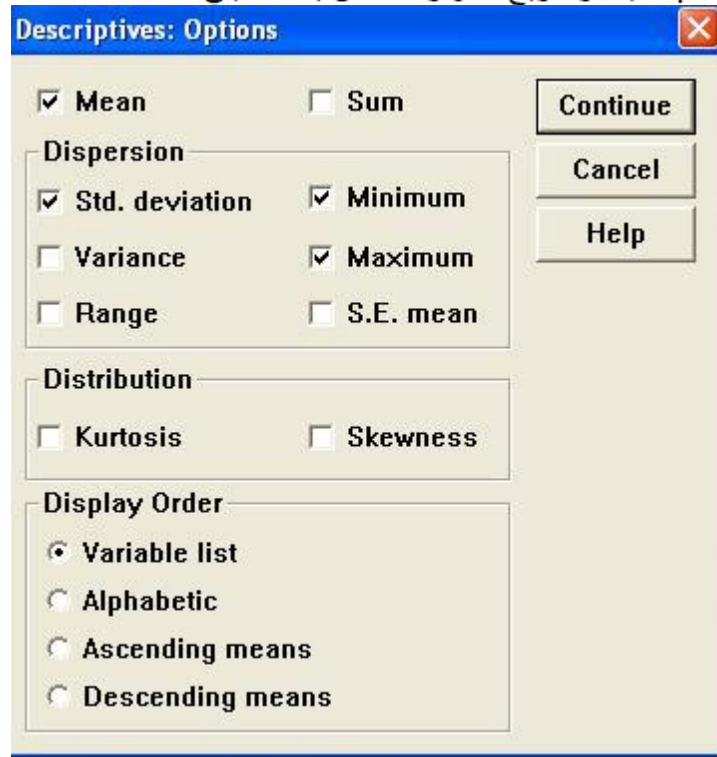 Descriptives: Options
Mean
Sum
Continue
Cancel
Help
Dispersion
Std. deviation
Minimum
Variance
Maximum
Range
S.E. mean
Distribution
Kurtosis
Skewness
Display Order
Variable list
Alphabetic
Ascending means
Descending means